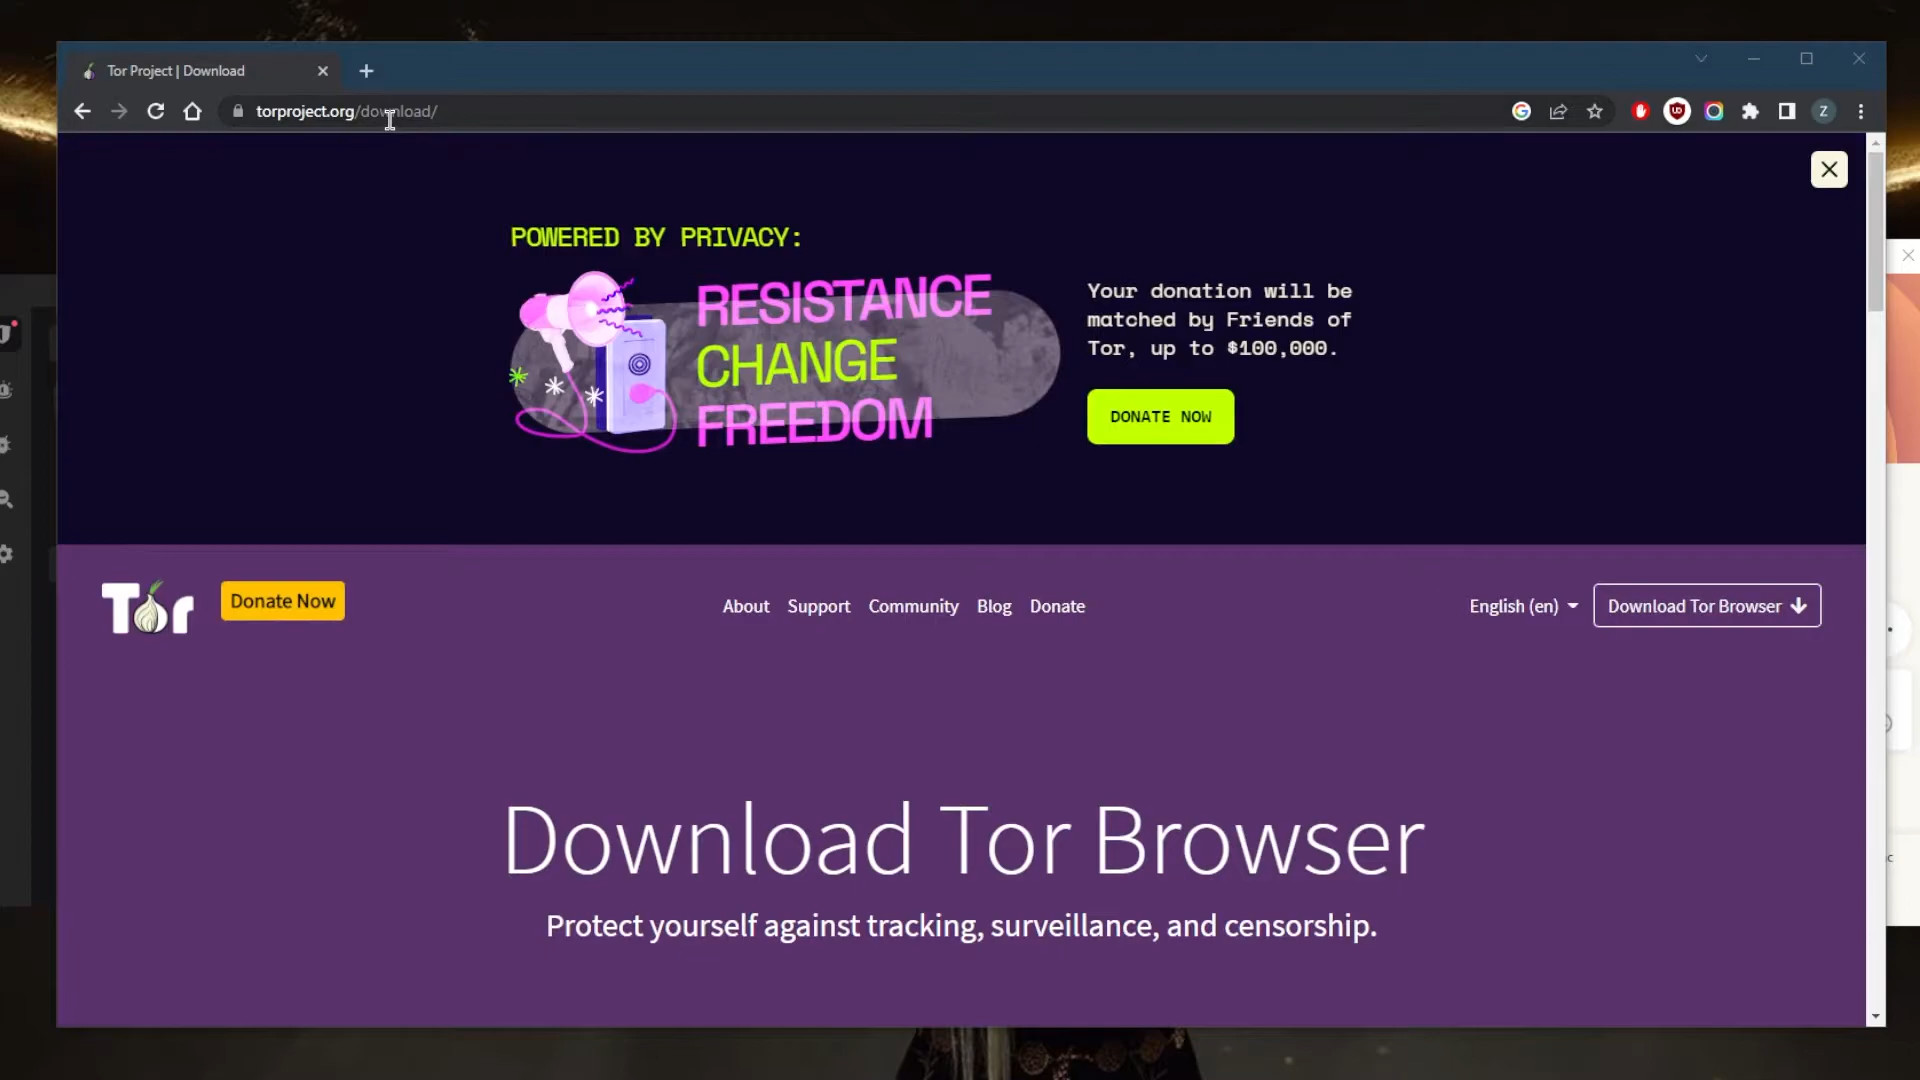 Tor Project | Download
torproject.org/download/
Z
POWERED BY PRIVACY:
RESISTANCE
CHANGE
FREEDOM
Your donation will be
matched by Friends of
Tor, up to $100,000.
DONATE NOW
Tor
Donate Now
About Support Community Blog Donate
English (en)
Download Tor Browser
Download Tor Browser
Protect yourself against tracking, surveillance, and censorship.